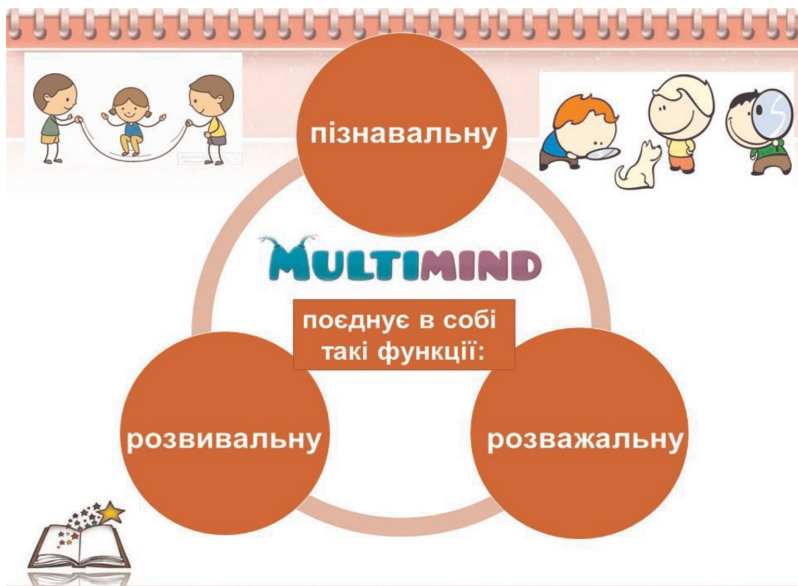 пізнавальну
MULTIMIND
поєднує в собі
такі функції:
розвивальну
розважальну